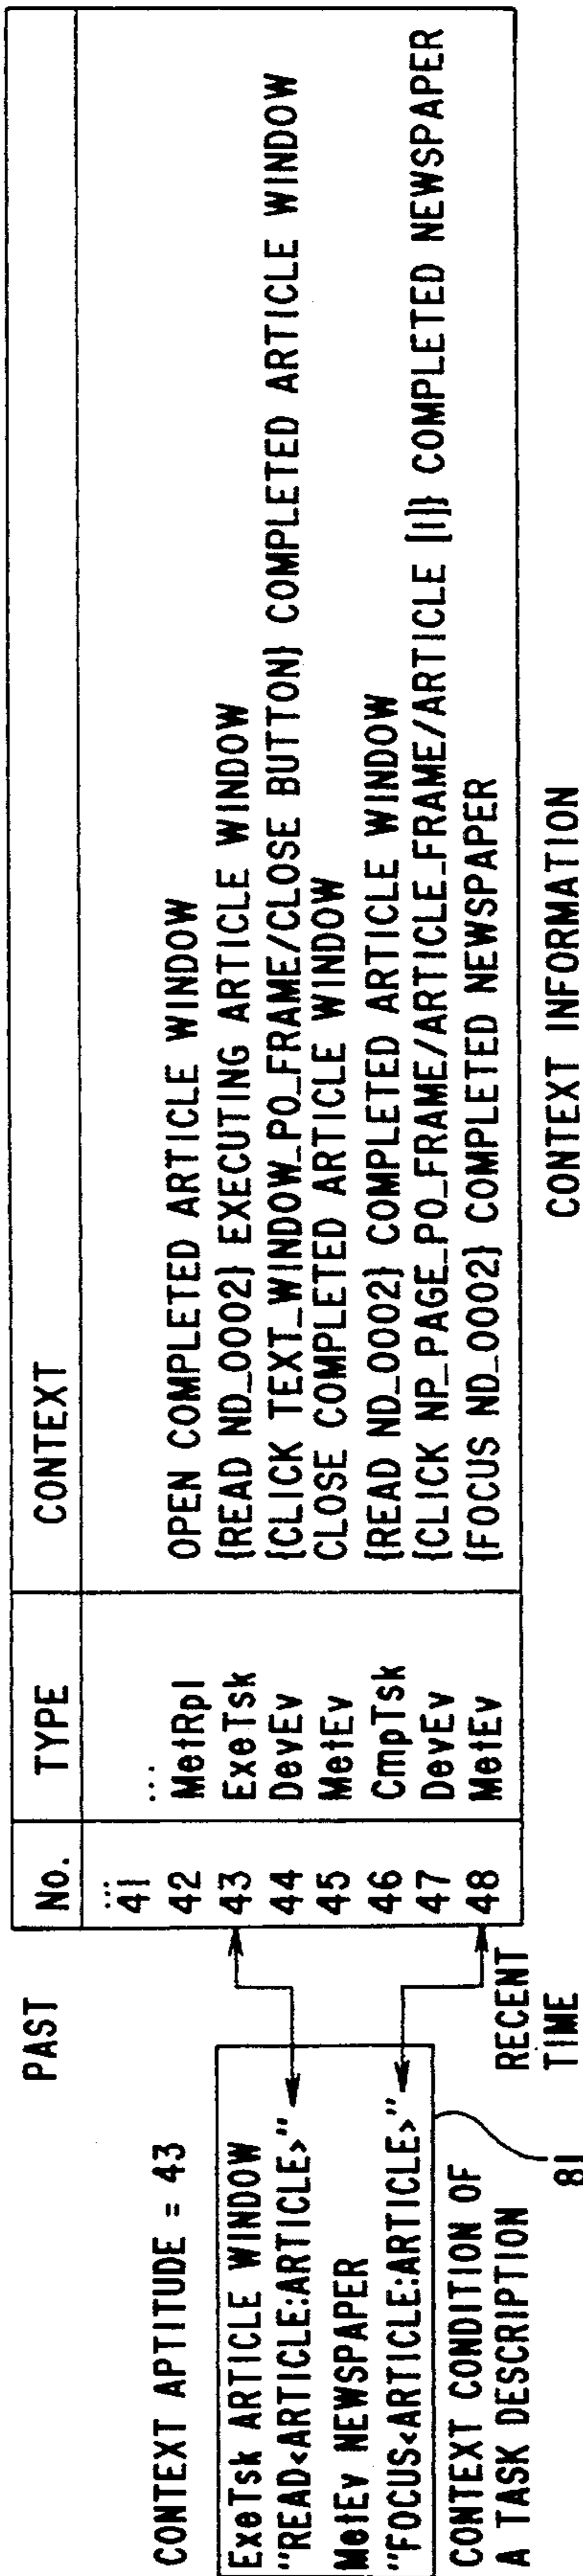 CONTEXT APTITUDE = 43
PAST
ExeTsk ARTICLE WINDOW
"READ<ARTICLE:ARTICLE>"
MetEv NEWSPAPER
"FOCUS<ARTICLE:ARTICLE>"
CONTEXT CONDITION OF
A TASK DESCRIPTION
81
RECENT
TIME
No. TYPE CONTEXT
... ...
41
42 MetRpl OPEN COMPLETED ARTICLE WINDOW
43 ExeTsk {READ ND_0002} EXECUTING ARTICLE WINDOW
44 DevEv {CLICK TEXT_WINDOW_PO_FRAME/CLOSE BUTTON} COMPLETED ARTICLE WINDOW
45 MetEv CLOSE COMPLETED ARTICLE WINDOW
46 CmpTsk {READ ND_0002} COMPLETED ARTICLE WINDOW
47 DevEv {CLICK NP_PAGE_PO_FRAME/ARTICLE_FRAME/ARTICLE [1]} COMPLETED NEWSPAPER
48 MetEv {FOCUS ND_0002} COMPLETED NEWSPAPER
CONTEXT INFORMATION